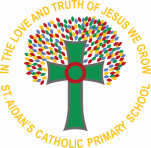 IN THE LOVE AND TRUTH OF JESUS WE GROW
ST. AIDAN'S CATHOLIC PRIMARY SCHOOL